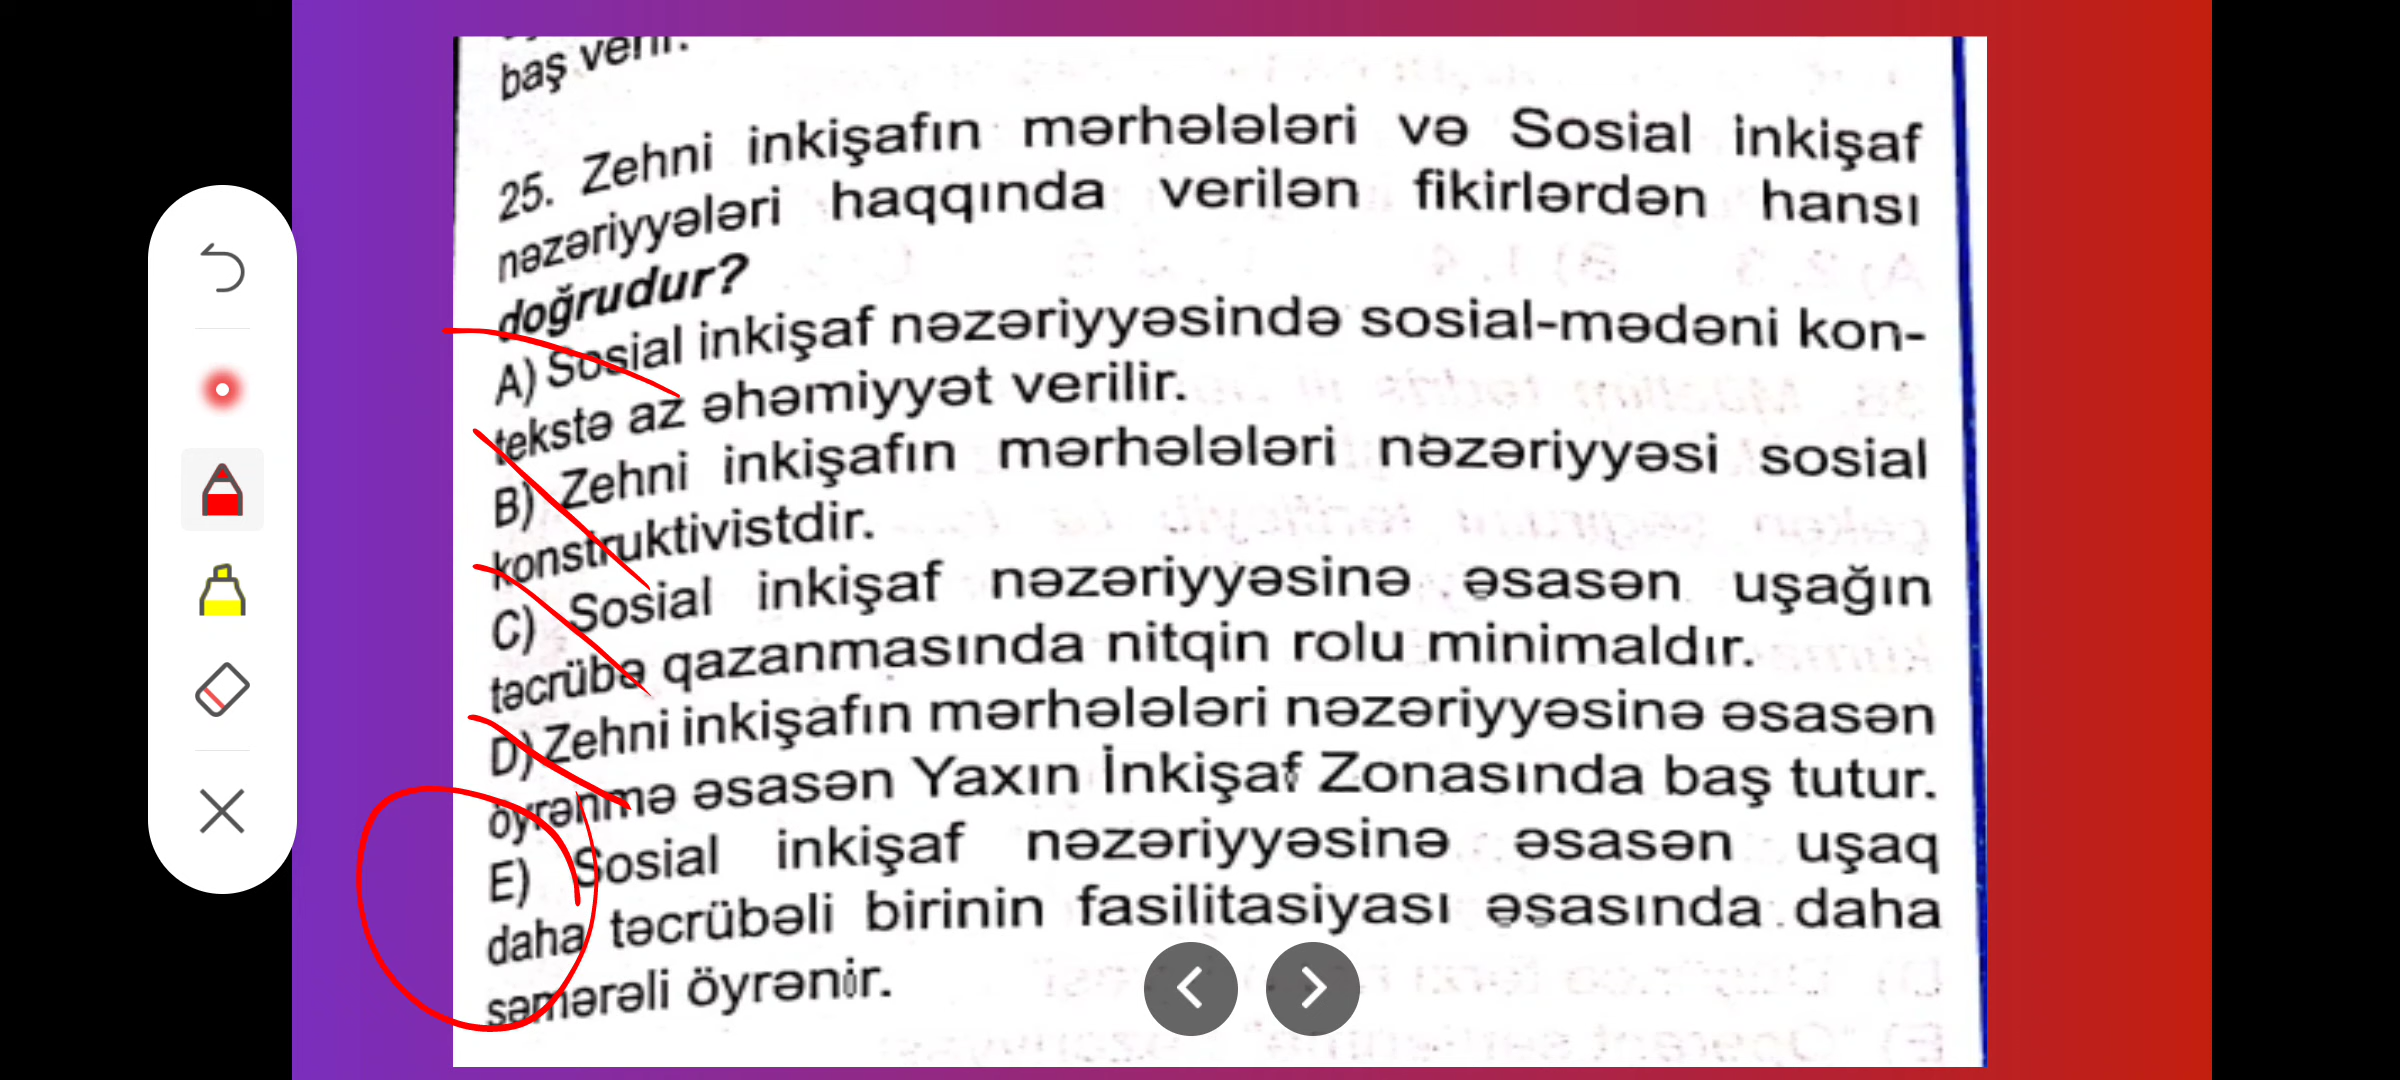 baş verir.
25. Zehni inkişafın mərhələləri və Sosial inkişaf
nəzəriyyələri haqqında verilən fikirlərdən hansı
doğrudur?
A) Sosial inkişaf nəzəriyyəsində sosial-mədəni kon-
tekstə az əhəmiyyət verilir.
B) Zehni inkişafın mərhələləri nəzəriyyəsi sosial
konstruktivistdir.
C) Sosial inkişaf nəzəriyyəsinə əsasən uşağın
təcrübə qazanmasında nitqin rolu minimaldır.
D) Zehni inkişafın mərhələləri nəzəriyyəsinə əsasən
öyrənmə əsasən Yaxın İnkişaf Zonasında baş tutur.
E) Sosial inkişaf nəzəriyyəsinə əsasən uşaq
daha təcrübəli birinin fasilitasiyası əsasında daha
səmərəli öyrənir.